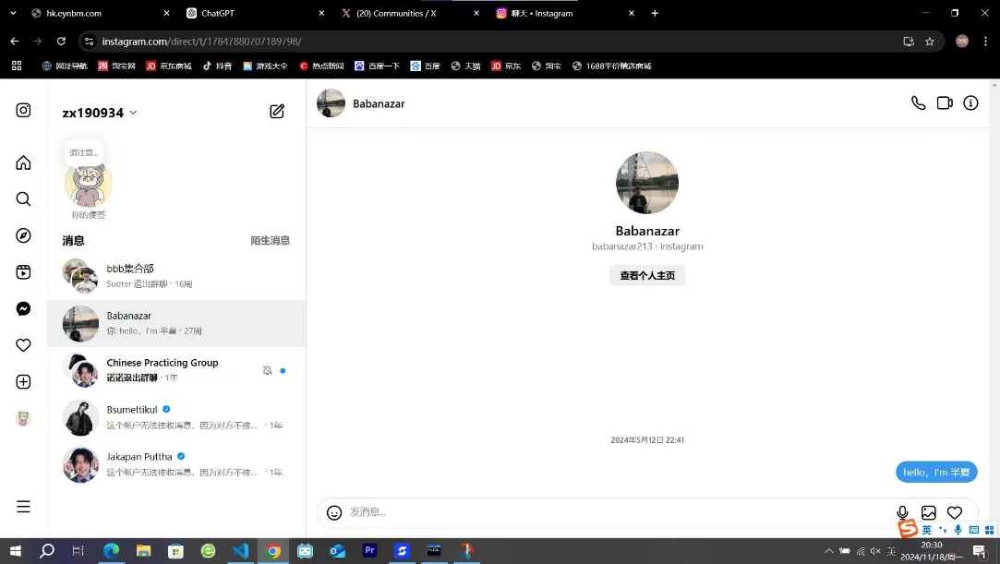 hk.eynbm.com
ChatGPT
(20) Communities / X
聊天 • Instagram
instagram.com/direct/t/17847880707189798/
网址导航
淘宝网
京东商城
抖音
游戏大全
热点新闻
百度一下
百度
天猫
京东
淘宝
1688平价精选商城
zx190934
请注意...
你的便签
消息
陌生消息
bbb集合部
Sudter 退出群聊 · 16周
Babanazar
你: hello，I'm 半夏 · 27周
Chinese Practicing Group
诺诺退出群聊 · 1年
Bsumettikul
这个帐户无法接收消息，因为对方不接... · 1年
Jakapan Puttha
这个帐户无法接收消息，因为对方不接... · 1年
Babanazar
Babanazar
babanazar213 · Instagram
查看个人主页
2024年5月12日 22:41
hello，I'm 半夏
发消息...
英
Pr
英
20:30
2024/11/18/周一
1